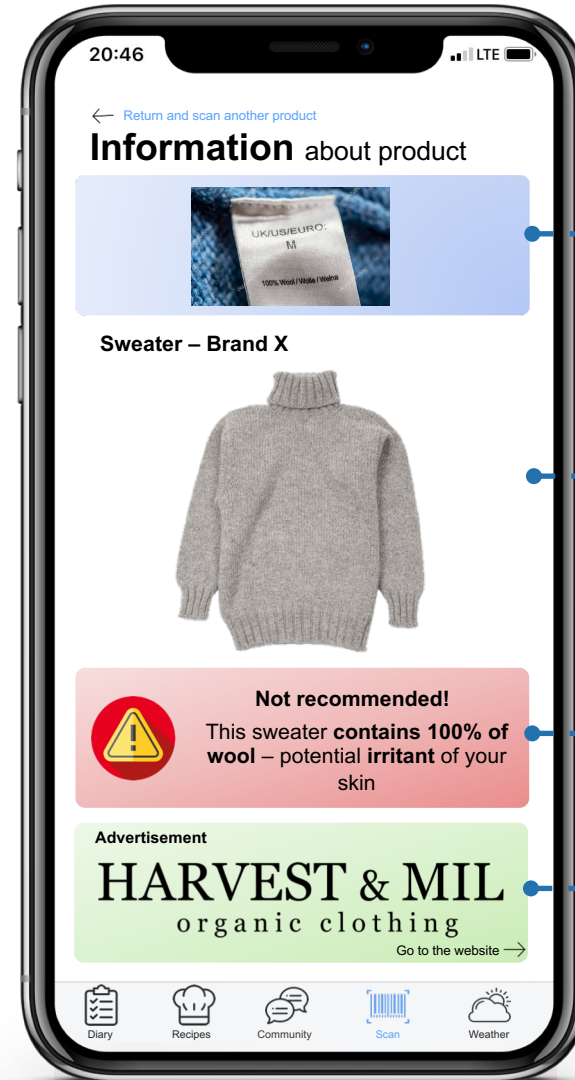 20:46
LTE
Return and scan another product
Information about product
UK/US/EURO:
M
100% Wool / Wolle / Welna
Sweater – Brand X
Not recommended!
This sweater contains 100% of
wool – potential irritant of your
skin
Advertisement
HARVEST & MIL
organic clothing
Go to the website
Diary
Recipes
Community
Scan
Weather